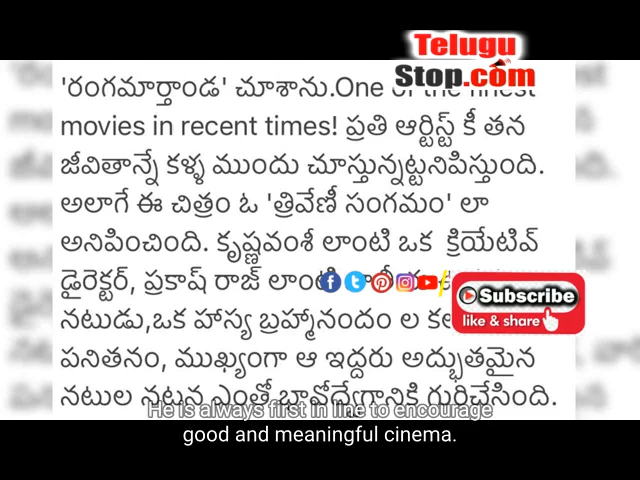 Telugu
Stop.com
'రంగమార్తాండ' చూశాను.One of the finest
movies in recent times! ప్రతి ఆర్టిస్ట్ కీ తన
జీవితాన్నే కళ్ళ ముందు చూస్తున్నట్టనిపిస్తుంది.
అలాగే ఈ చిత్రం ఓ 'త్రివేణీ సంగమం' లా
అనిపించింది. కృష్ణవంశీ లాంటి ఒక క్రియేటివ్
డైరెక్టర్, ప్రకాష్ రాజ్ లాంటి
Subscribe
like & share
నటుడు,ఒక హాస్య బ్రహ్మానందం ల
పనితనం, ముఖ్యంగా ఆ ఇద్దరు అద్భుతమైన
నటుల నటన ఎంతో భావోద్వేగానికి గురిచేసింది.
He is always first in line to encourage
good and meaningful cinema.